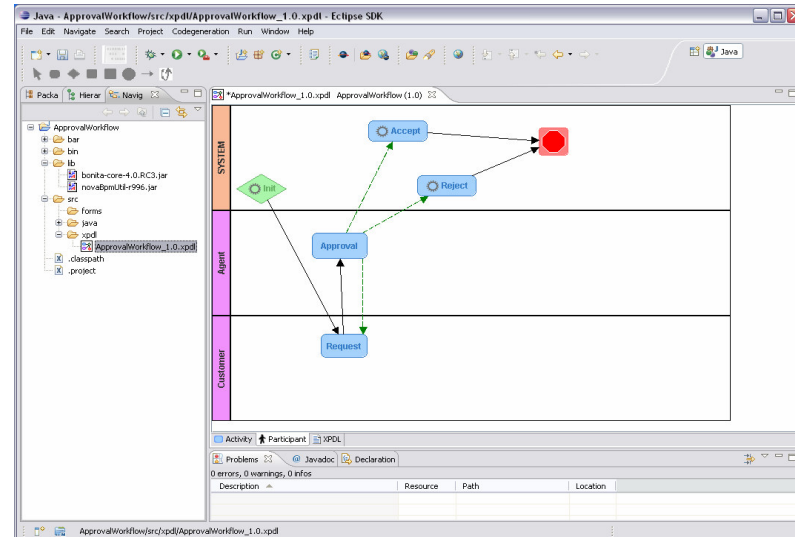 Java - ApprovalWorkflow/src/xpdl/ApprovalWorkflow_1.0.xpdl - Eclipse SDK
File Edit Navigate Search Project Codegeneration Run Window Help
Java
Packa Hierar Navig
*ApprovalWorkflow_1.0.xpdl ApprovalWorkflow (1.0)
ApprovalWorkflow
bar
bin
lib
bonita-core-4.0.RC3.jar
novaBpmUtil-r996.jar
src
forms
java
xpdl
ApprovalWorkflow_1.0.xpdl
.classpath
.project
SYSTEM
Accept
Init
Reject
Agent
Approval
Customer
Request
Activity Participant XPDL
Problems @ Javadoc Declaration
0 errors, 0 warnings, 0 infos
Description Resource Path Location
ApprovalWorkflow/src/xpdl/ApprovalWorkflow_1.0.xpdl